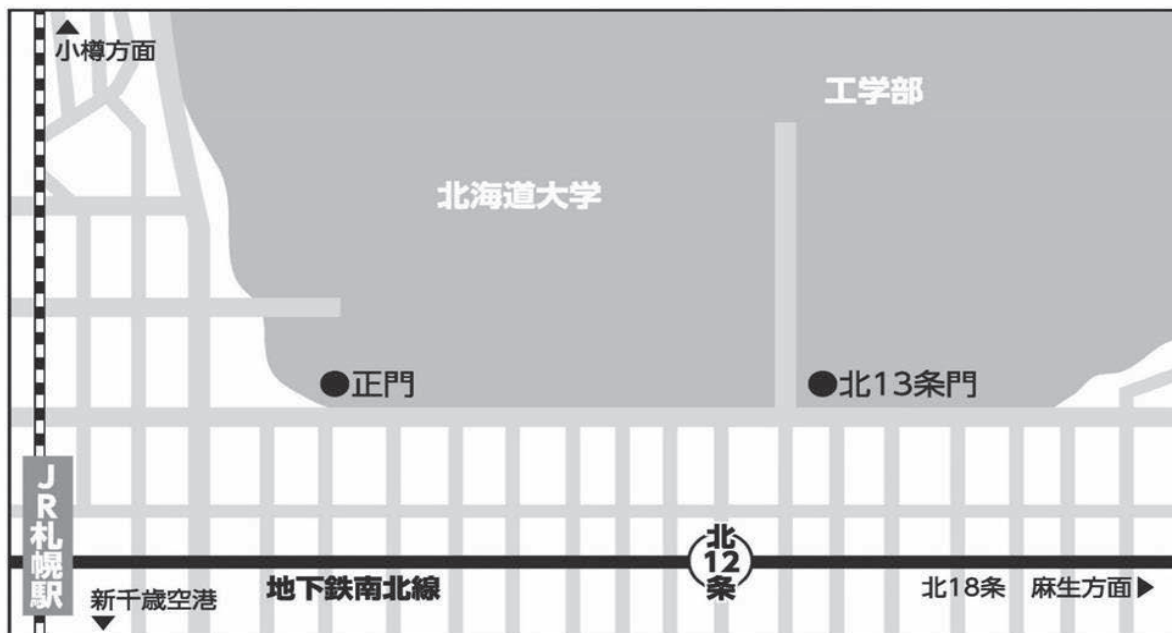 ▲
小樽方面
工学部
北海道大学
●正門
●北13条門
JR札幌駅
北12条
地下鉄南北線
北18条 麻生方面▶
新千歳空港
▼